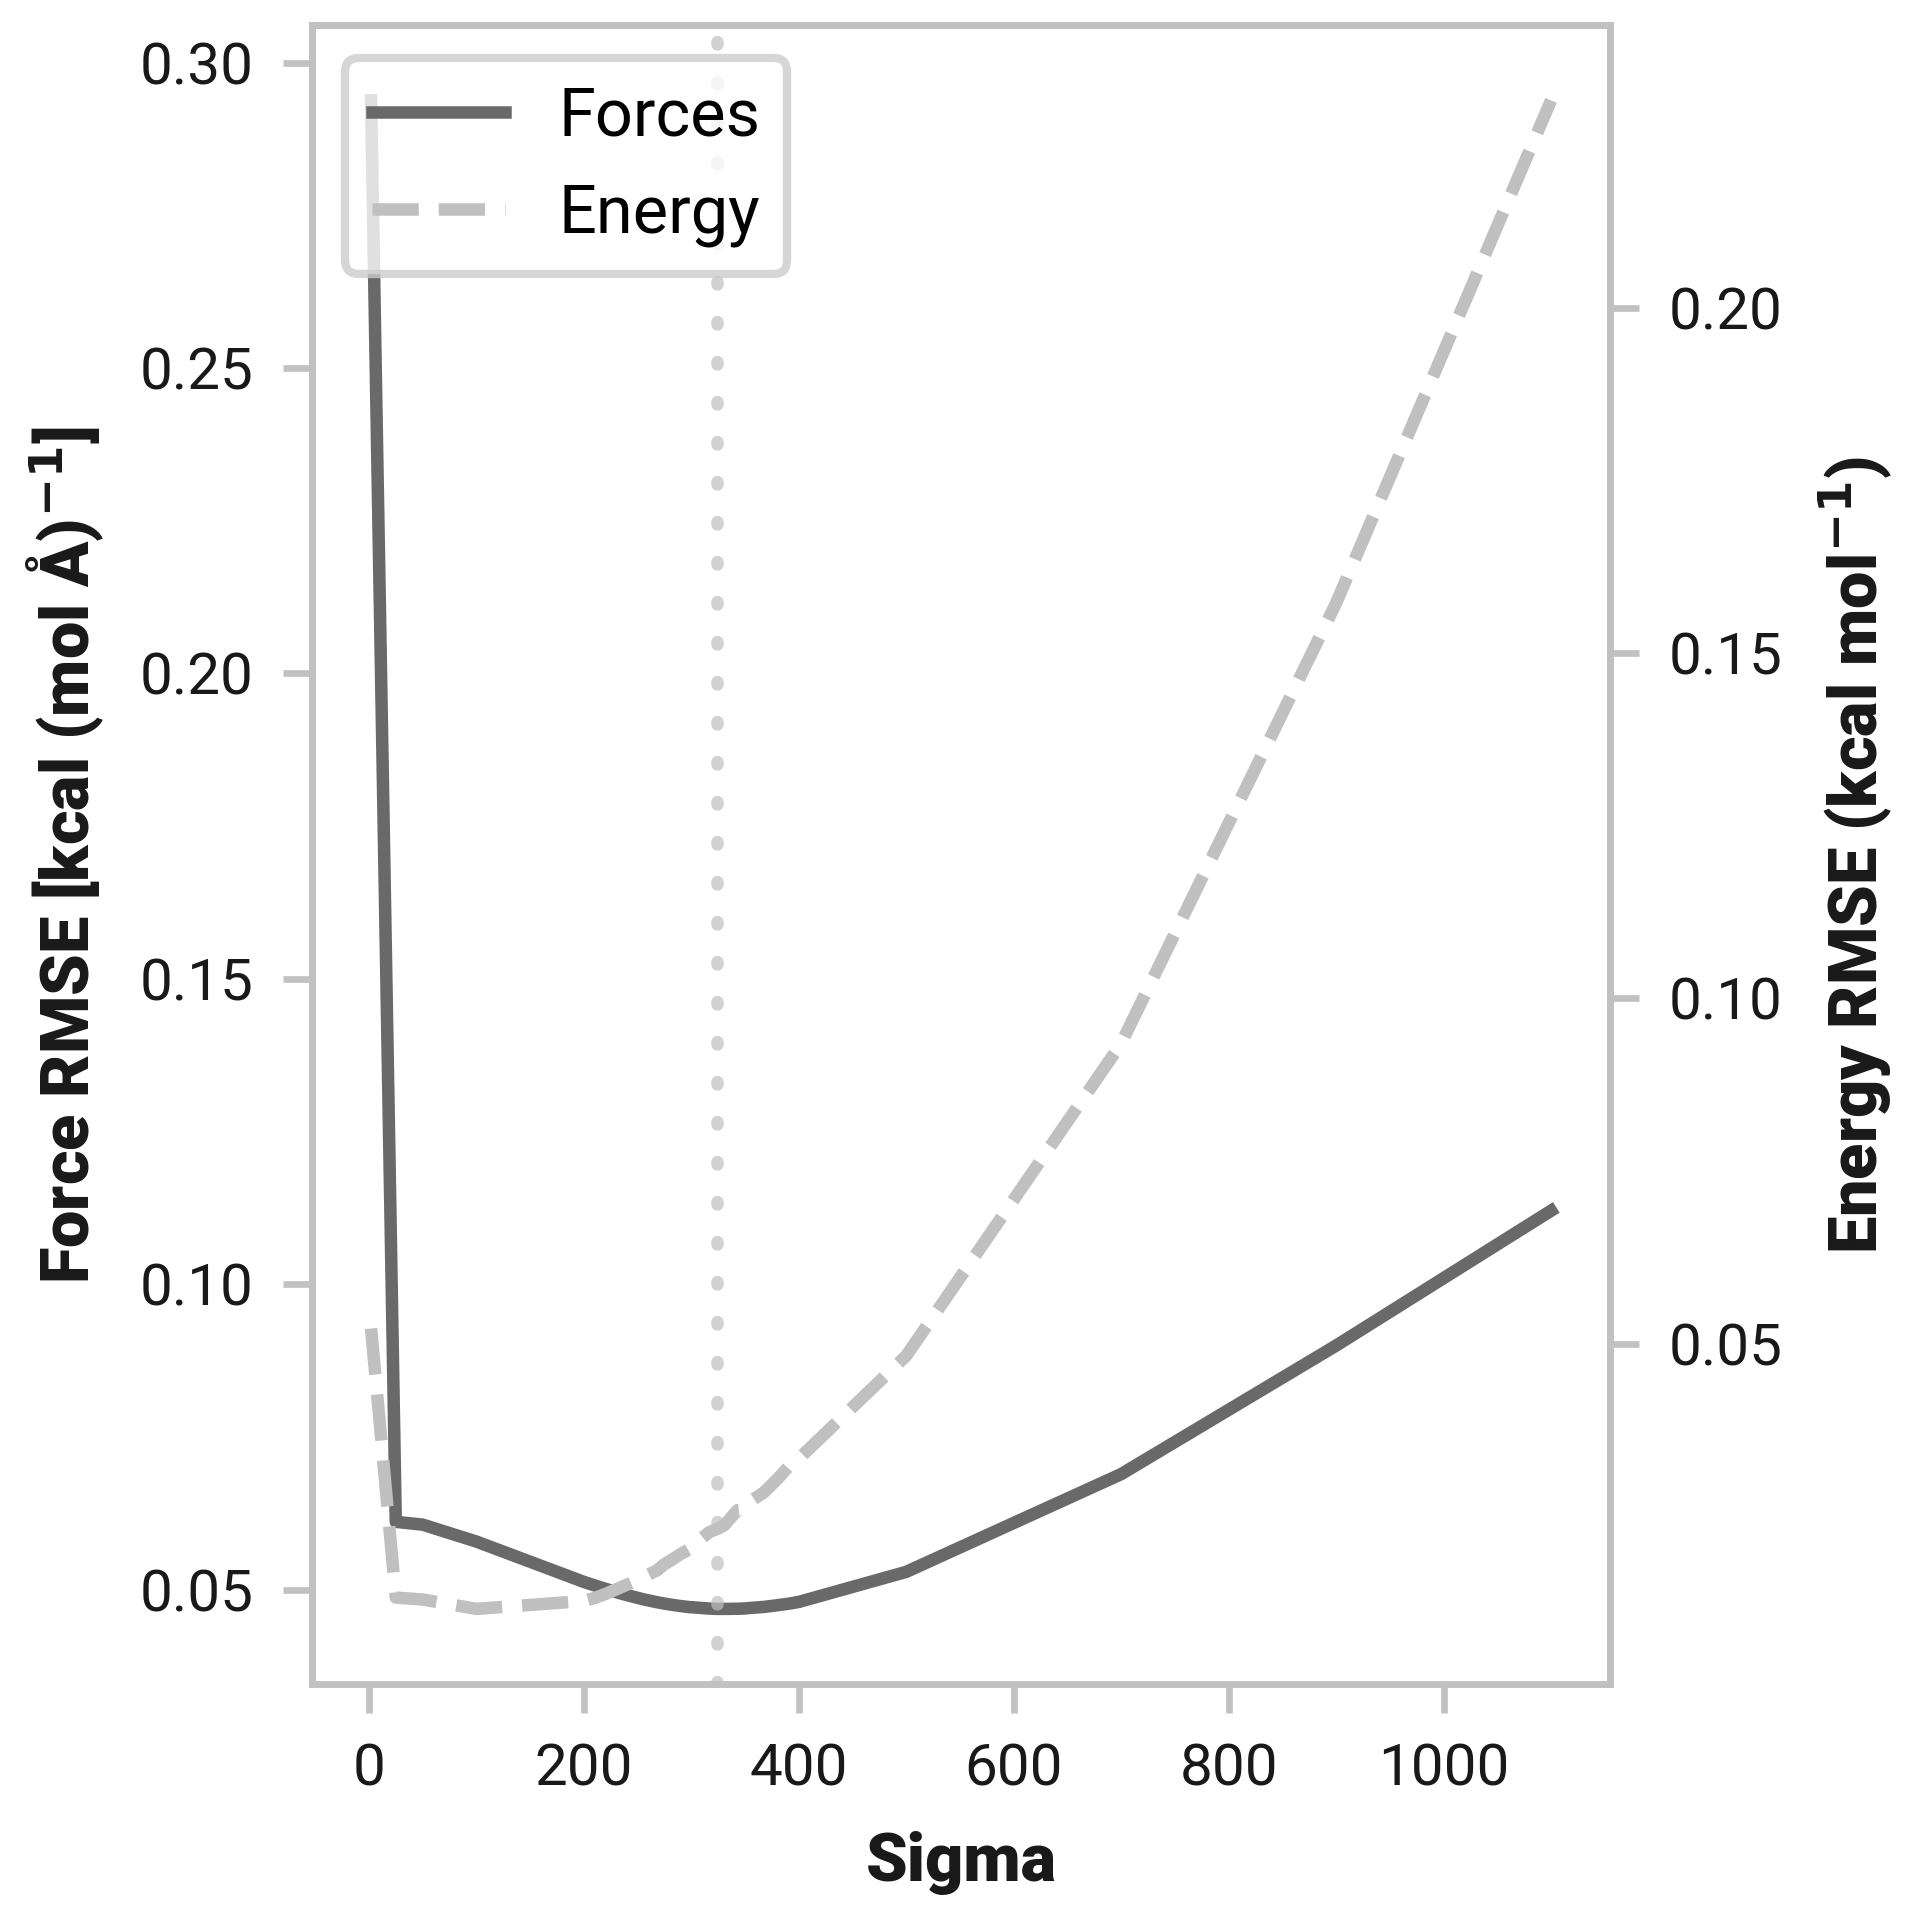 Forces
Energy
0.30
0.25
0.20
0.15
0.10
0.05
Force RMSE [kcal (mol Å)⁻¹]
0.20
0.15
0.10
0.05
Energy RMSE (kcal mol⁻¹)
0 200 400 600 800 1000
Sigma